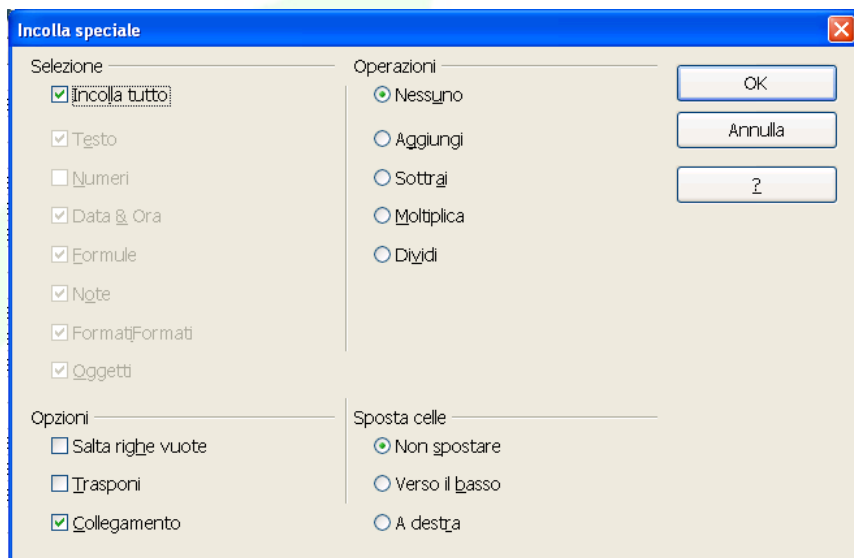 Incolla speciale
Selezione
Incolla tutto
Testo
Numeri
Data & Ora
Formule
Note
FormatiFormati
Oggetti
Operazioni
Nessuno
Aggiungi
Sottrai
Moltiplica
Dividi
OK
Annulla
?
Opzioni
Salta righe vuote
Trasponi
Collegamento
Sposta celle
Non spostare
Verso il basso
A destra